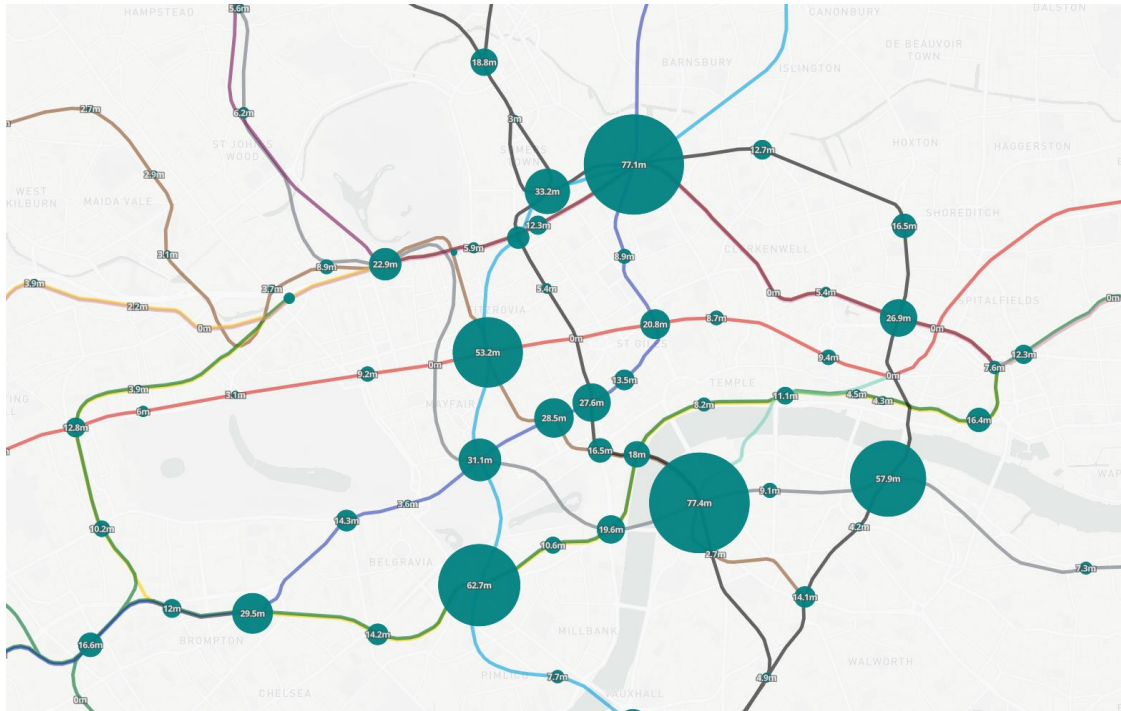 HAMPSTEAD
5.6m
CANONBURY
DALSTON
DE BEAUVOIR
TOWN
18.8m
BARNSBURY
ISLINGTON
2.7m
6.2m
3m
ST JOHNS
WOOD
SOMERS
TOWN
12.7m
HOXTON
HAGGERSTON
77.1m
2.9m
WEST
KILBURN
MAIDA VALE
33.2m
SHOREDITCH
12.3m
16.5m
3.1m
5.9m
CLERKENWELL
8.9m
22.9m
8.9m
3.9m
3.7m
5.4m
0m
5.4m
2.2m
SPITALFIELDS
0m
26.9m
0m
8.7m
20.8m
0m
ST GILES
53.2m
9.4m
12.3m
0m
7.6m
9.2m
0m
13.5m
TEMPLE
3.9m
3.1m
11.1m
4.5m
4.3m
MAYFAIR
27.6m
8.2m
6m
28.5m
16.4m
12.8m
16.5m
18m
31.1m
57.9m
9.1m
3.6m
77.4m
14.3m
10.2m
19.6m
4.2m
10.6m
2.7m
BELGRAVIA
7.3m
62.7m
14.1m
12m
29.5m
14.2m
MILLBANK
BROMPTON
16.6m
WALWORTH
PIMLICO
7.7m
4.9m
CHELSEA
VAUXHALL
0m